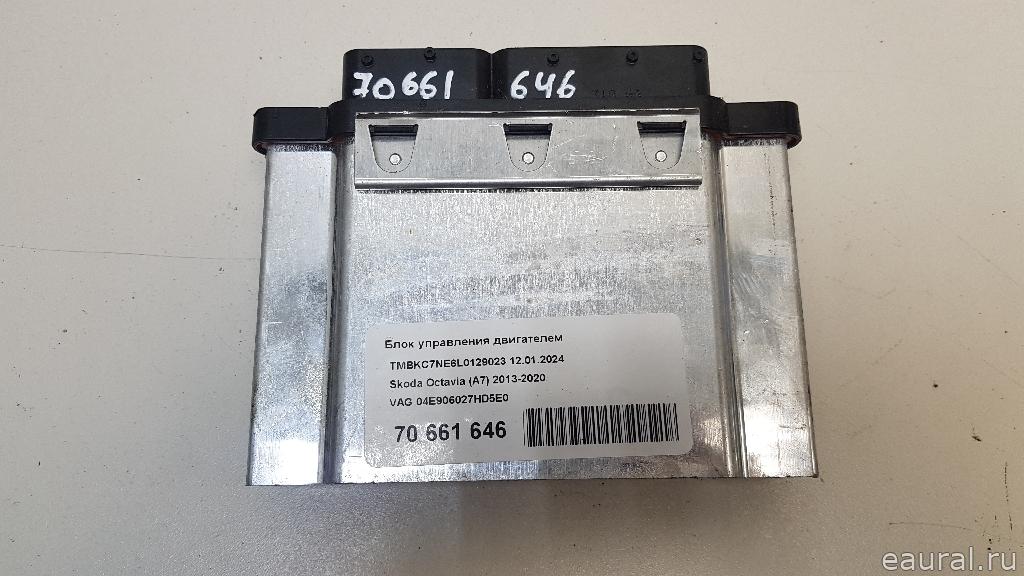 70661 646
Блок управления двигателем
TMBKC7NE6L0129023 12.01.2024
Skoda Octavia (A7) 2013-2020
VAG 04E906027HD5E0
70 661 646
eaural.ru